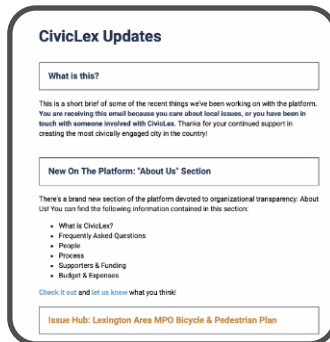 CivicLex Updates
What is this?
This is a short brief of some of the recent things we've been working on with the platform.
You are receiving this email because you care about local issues, or you have been in
touch with someone involved with CivicLex. Thanks for your continued support in
creating the most civically engaged city in the country!
New On The Platform: "About Us" Section
There's a brand new section of the platform devoted to organizational transparency: About
Us! You can find the following information contained in this section:
• What is CivicLex?
• Frequently Asked Questions
• People
• Process
• Supporters & Funding
• Budget & Expenses
Check it out and let us know what you think!
Issue Hub: Lexington Area MPO Bicycle & Pedestrian Plan